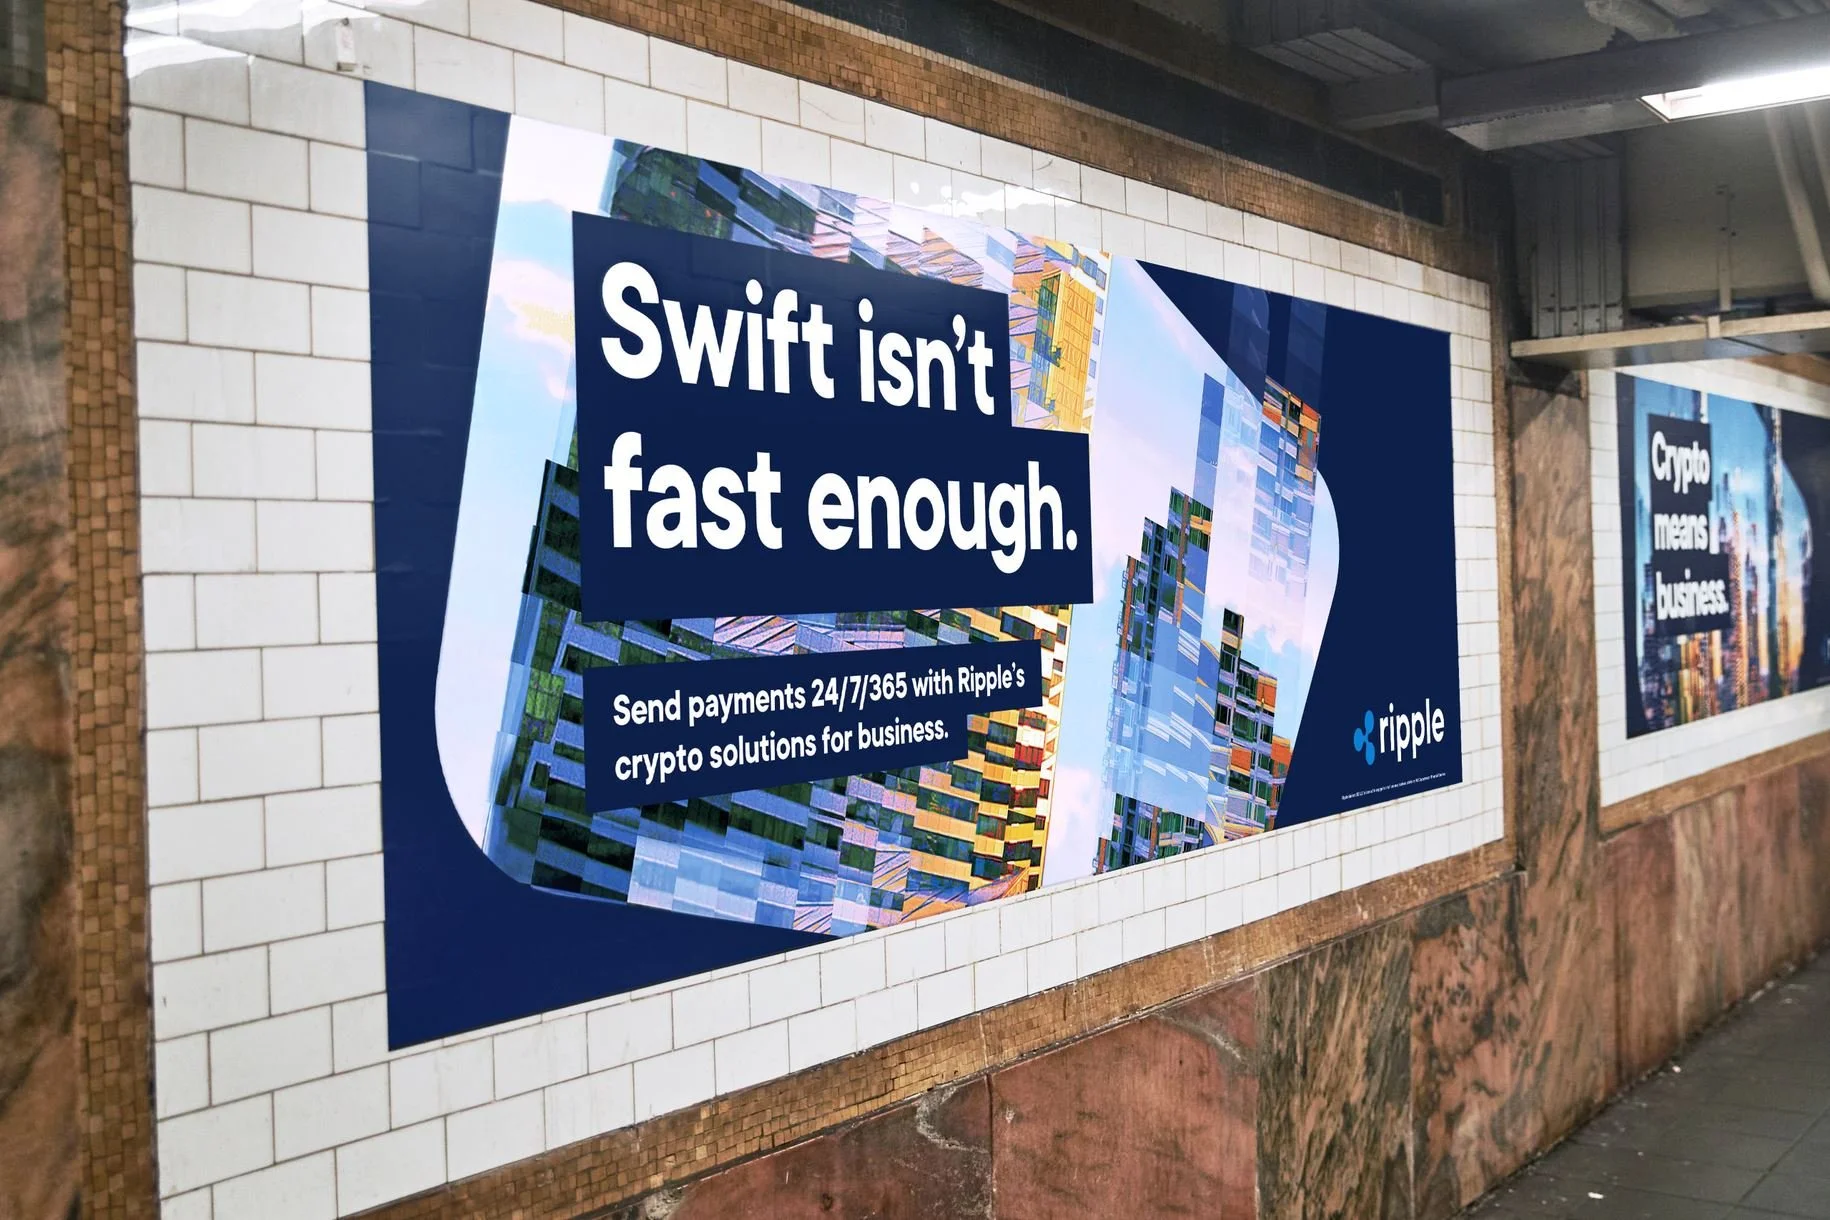 Swift isn't
fast enough.
Send payments 24/7/365 with Ripple's
crypto solutions for business.
ripple
Crypto
means
business.